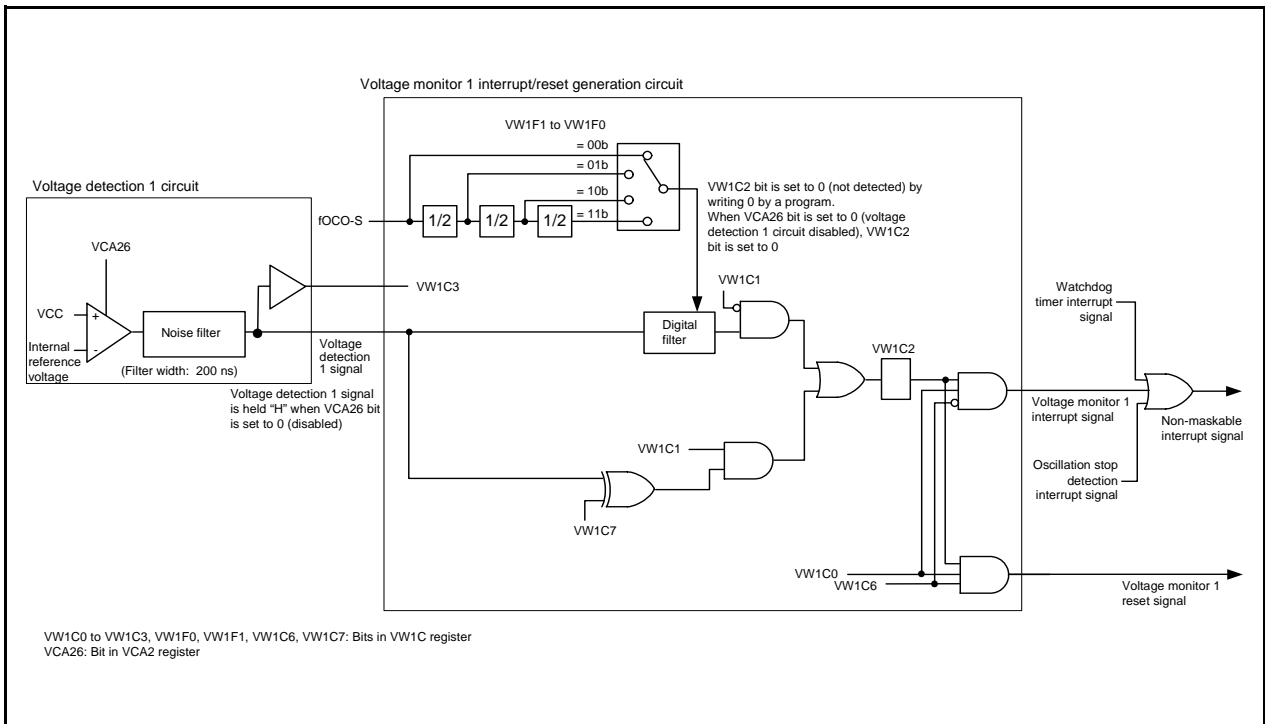 Voltage monitor 1 interrupt/reset generation circuit
VW1F1 to VW1F0
= 00b
= 01b
= 10b
= 11b
fOCO-S
1/2
1/2
1/2
VW1C2 bit is set to 0 (not detected) by
writing 0 by a program.
When VCA26 bit is set to 0 (voltage
detection 1 circuit disabled), VW1C2
bit is set to 0
Voltage detection 1 circuit
VCA26
VCC
+
-
Internal
reference
voltage
Noise filter
(Filter width: 200 ns)
VW1C3
Voltage
detection
1 signal
Voltage detection 1 signal
is held “H” when VCA26 bit
is set to 0 (disabled)
Digital
filter
VW1C1
VW1C2
VW1C1
VW1C7
VW1C0
VW1C6
Watchdog
timer interrupt
signal
Voltage monitor 1
interrupt signal
Non-maskable
interrupt signal
Oscillation stop
detection
interrupt signal
Voltage monitor 1
reset signal
VW1C0 to VW1C3, VW1F0, VW1F1, VW1C6, VW1C7: Bits in VW1C register
VCA26: Bit in VCA2 register